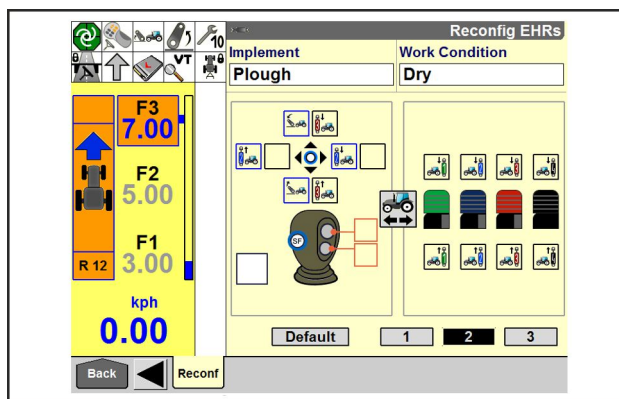 Reconfig EHRs
10
VT
Implement
Work Condition
Plough
Dry
F3
7.00
F2
5.00
F1
3.00
R 12
kph
0.00
SF
Default
1
2
3
Back
Reconf